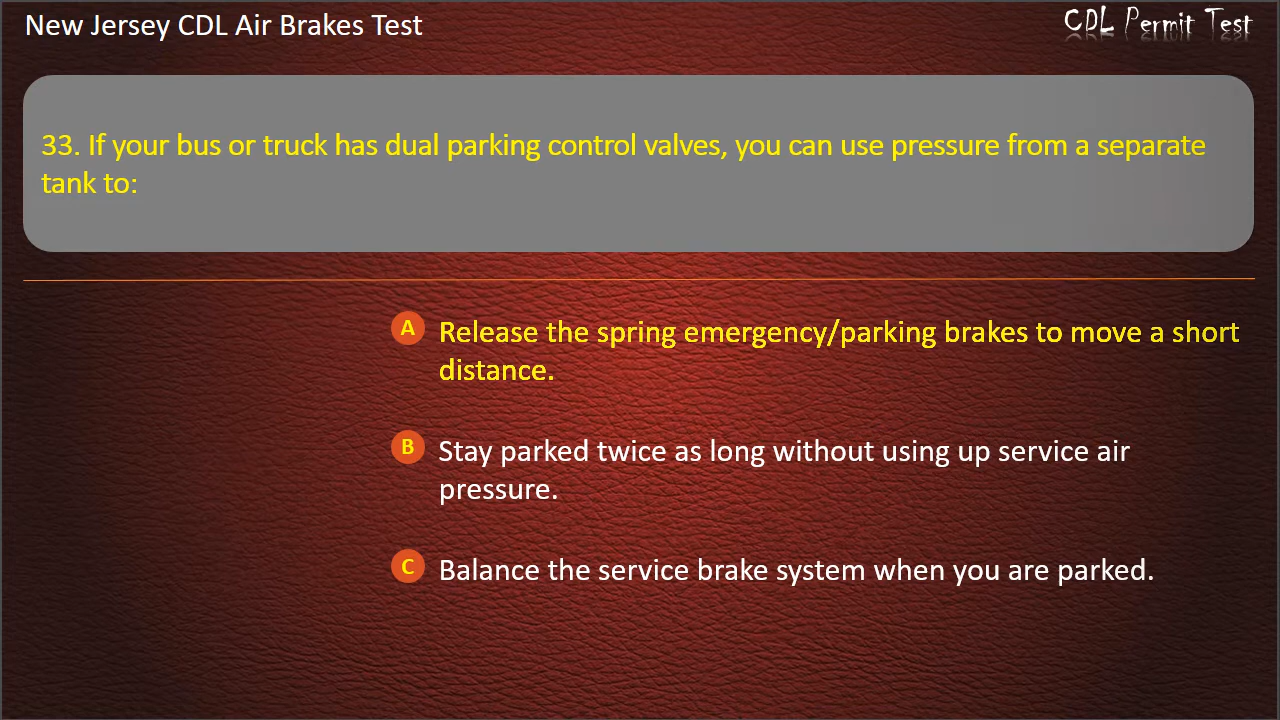 New Jersey CDL Air Brakes Test
CDL Permit Test
33. If your bus or truck has dual parking control valves, you can use pressure from a separate
tank to:
A Release the spring emergency/parking brakes to move a short
distance.
B Stay parked twice as long without using up service air
pressure.
C Balance the service brake system when you are parked.